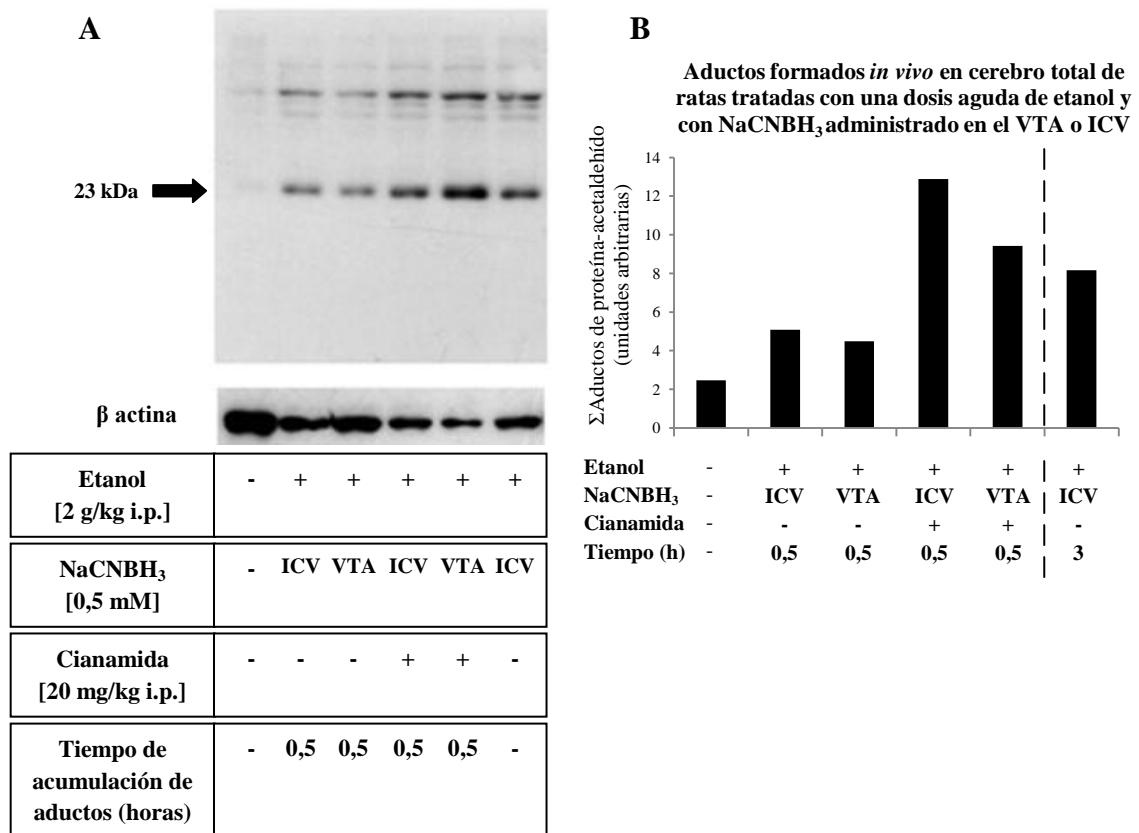 A
23 kDa
β actina
Etanol - + + + + +
[2 g/kg i.p.]
NaCNBH₃ - ICV VTA ICV VTA ICV
[0,5 mM]
Cianamida - - - + + -
[20 mg/kg i.p.]
Tiempo de - 0,5 0,5 0,5 0,5 -
acumulación de
aductos (horas)
B
Aductos formados in vivo en cerebro total de
ratas tratadas con una dosis aguda de etanol y
con NaCNBH₃ administrado en el VTA o ICV
ΣAductos de proteína-acetaldehído
(unidades arbitrarias)
14
12
10
8
6
4
2
0
Etanol - + + + + +
NaCNBH₃ - ICV VTA ICV VTA ICV
Cianamida - - - + + -
Tiempo (h) - 0,5 0,5 0,5 0,5 3